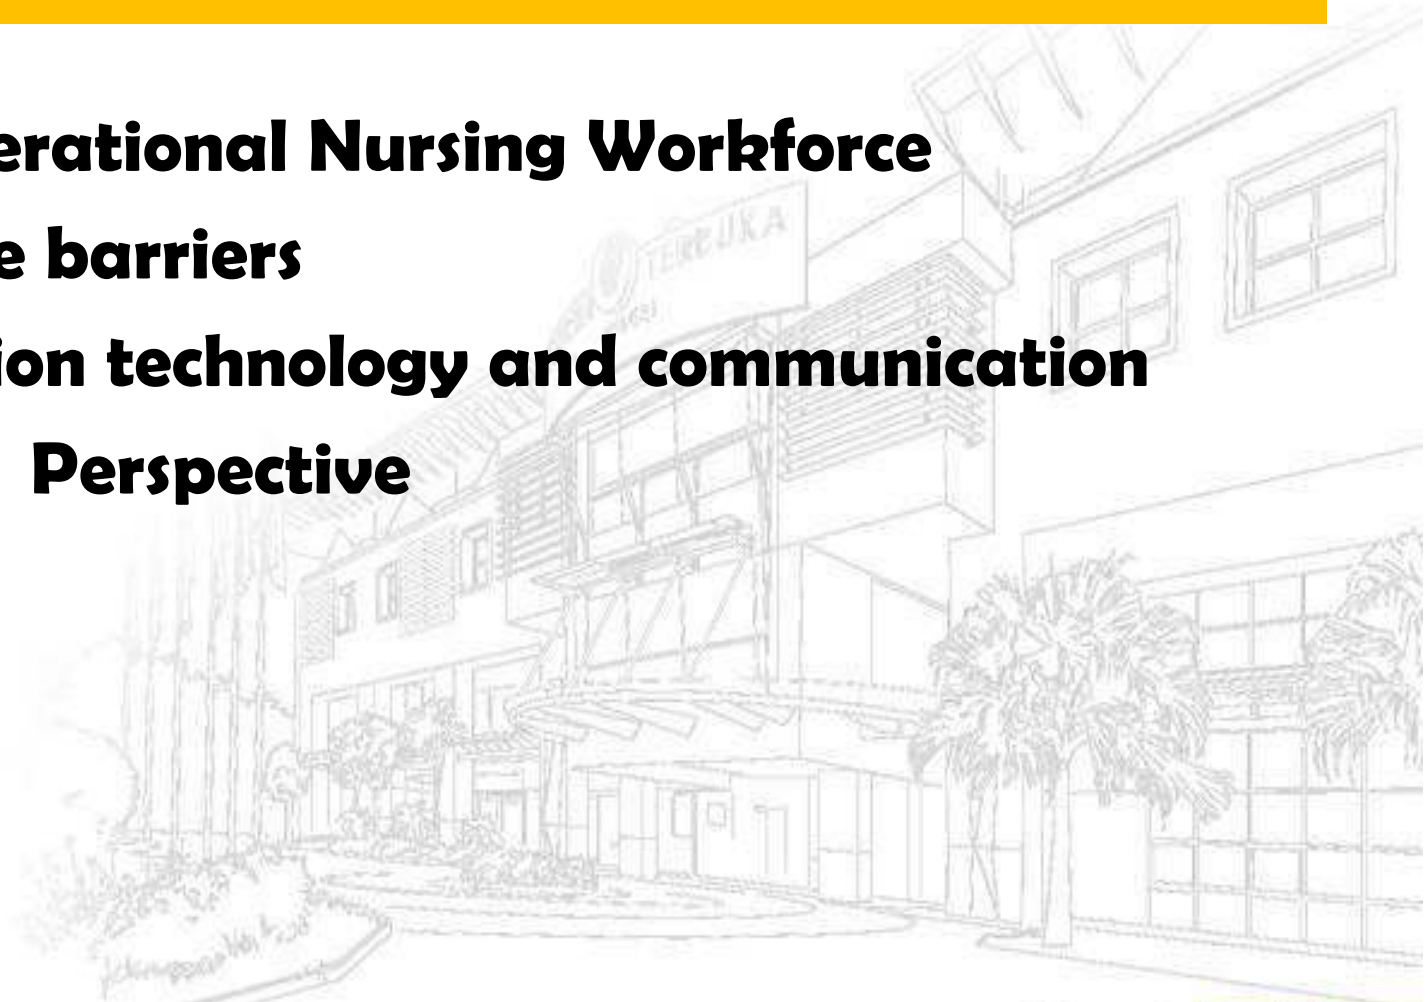 erational Nursing Workforce
e barriers
ion technology and communication
Perspective